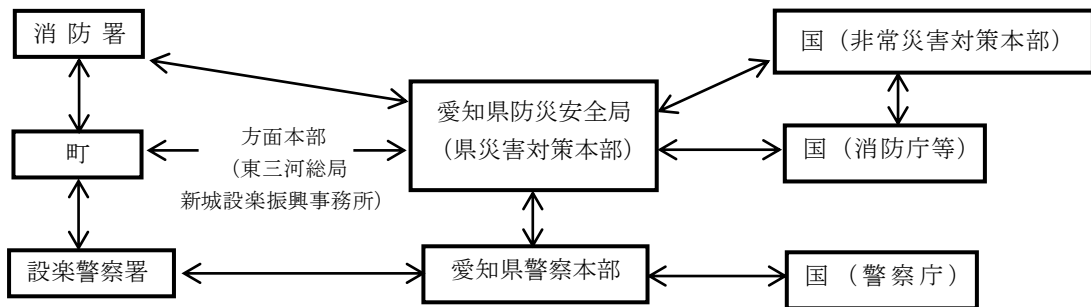 消防署
国（非常災害対策本部）
愛知県防災安全局
（県災害対策本部）
町
方面本部
（東三河総局
新城設楽振興事務所）
国（消防庁等）
設楽警察署
愛知県警察本部
国（警察庁）